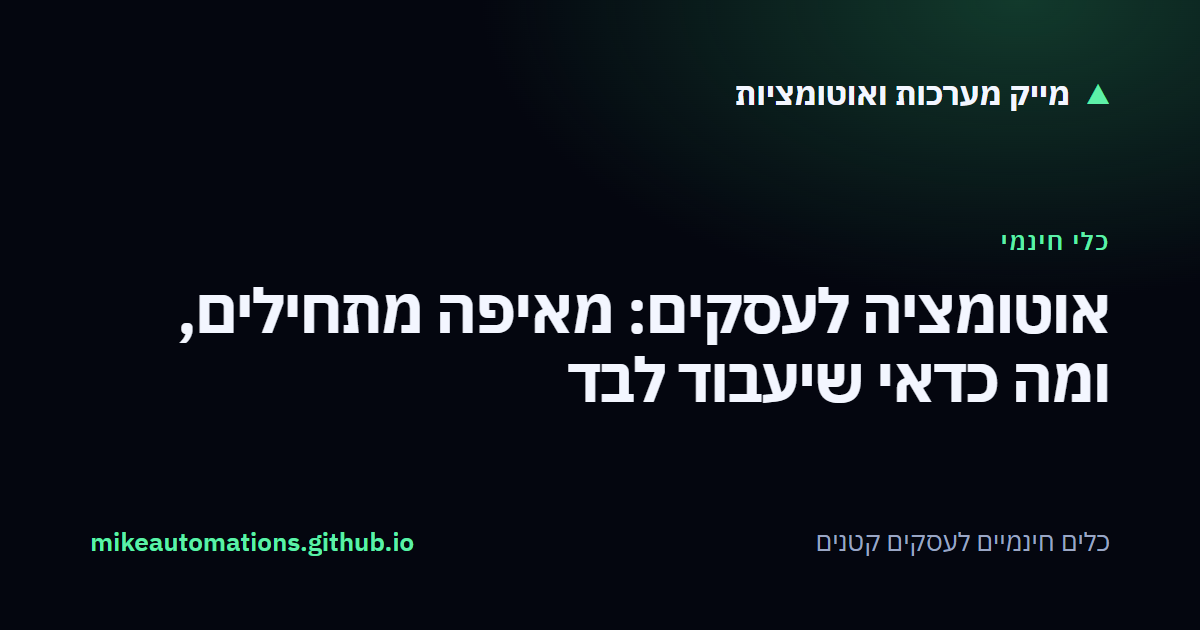 מייק מערכות ואוטומציות
כלי חינמי
אוטומציה לעסקים: מאיפה מתחילים,
ומה כדאי שיעבוד לבד
כלים חינמיים לעסקים קטנים
mikeautomations.github.io